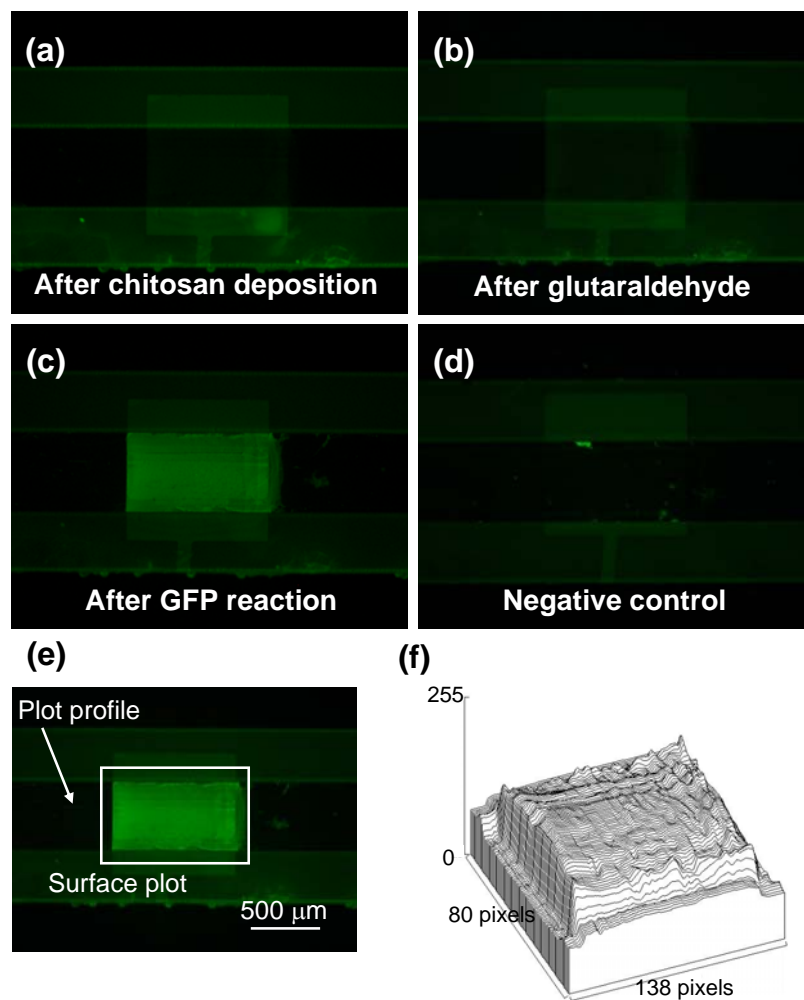 (a)
After chitosan deposition
(b)
After glutaraldehyde
(c)
After GFP reaction
(d)
Negative control
(e)
Plot profile
Surface plot
500 μm
(f)
255
0
80 pixels
138 pixels